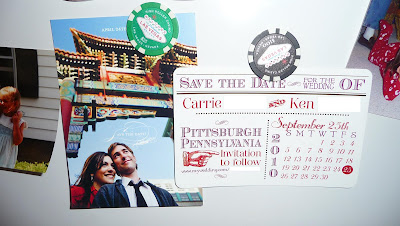 SAVE THE DATE FOR THE WEDDING OF
Carrie AND Ken
PITTSBURGH
PENNSYLVANIA
invitation
to follow
September 25th
2010
S M T W T F S
1 2 3 4
5 6 7 8 9 10 11
12 13 14 15 16 17 18
19 20 21 22 23 24 25
26 27 28 29 30